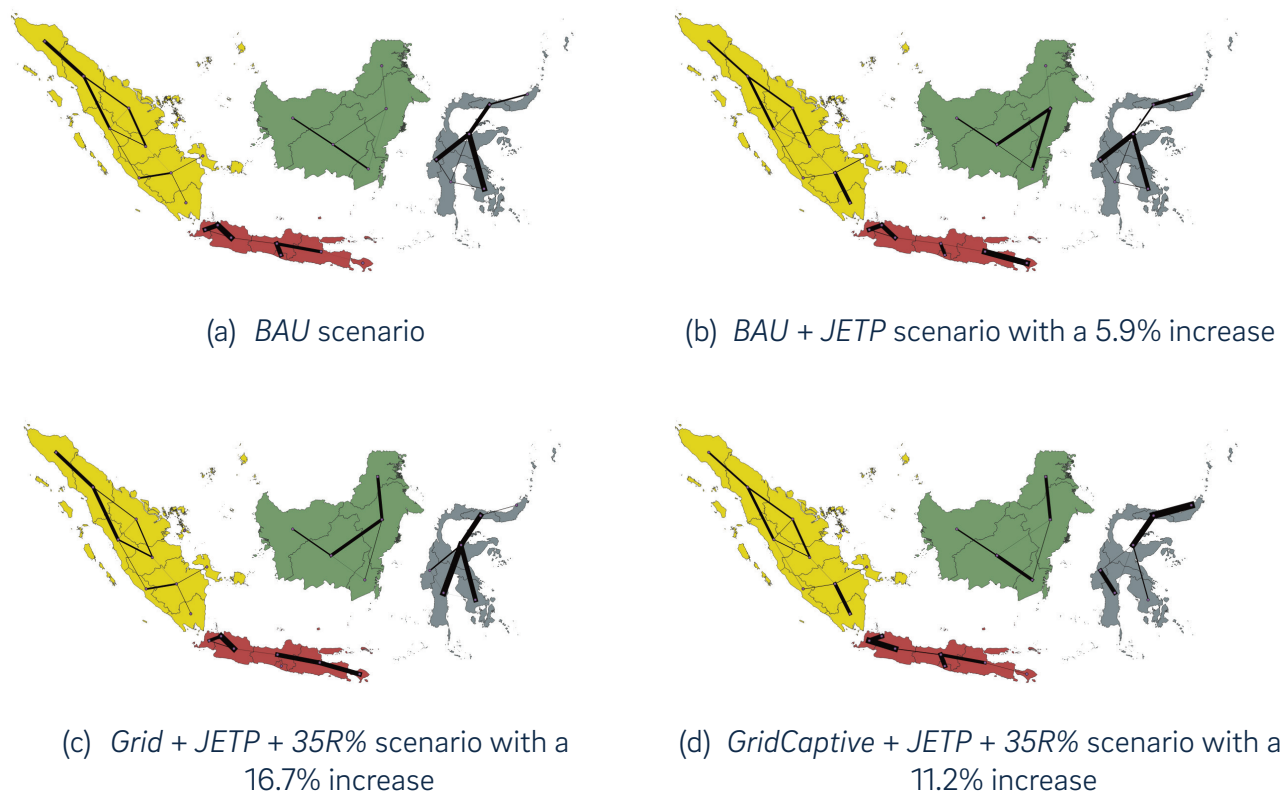 (a) BAU scenario
(b) BAU + JETP scenario with a 5.9% increase
(c) Grid + JETP + 35R% scenario with a
16.7% increase
(d) GridCaptive + JETP + 35R% scenario with a
11.2% increase